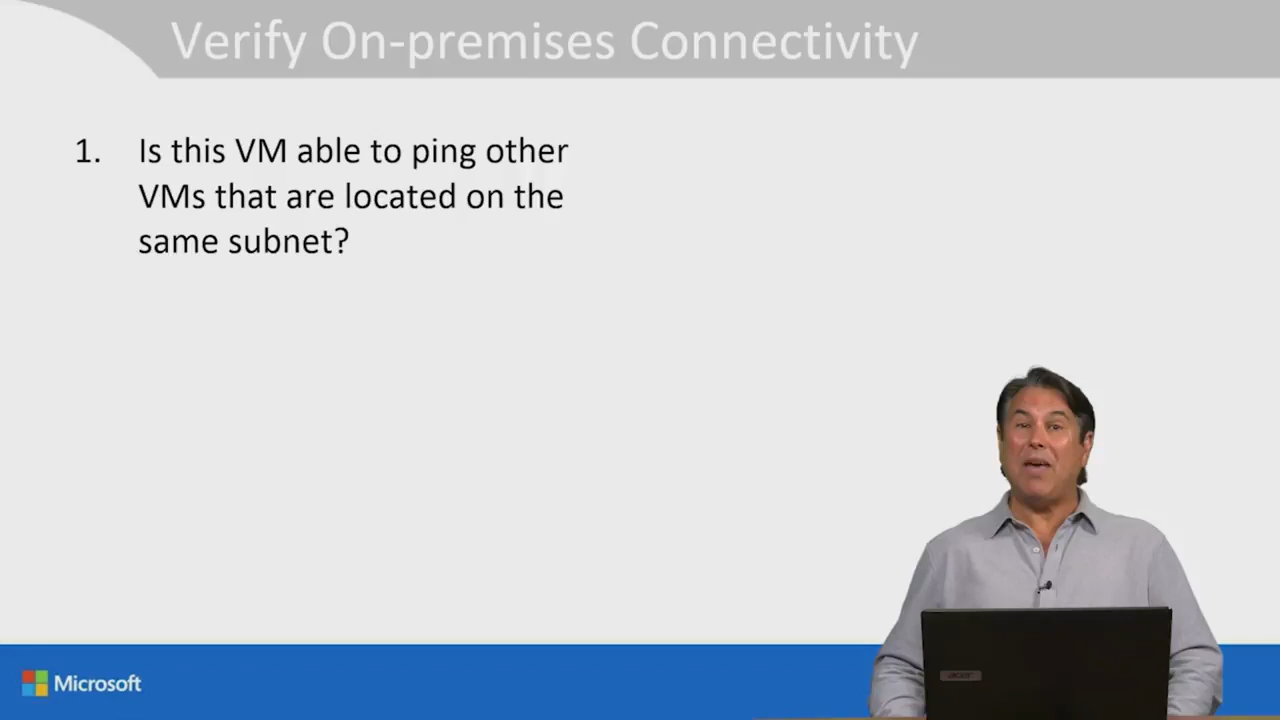 Verify On-premises Connectivity
1. Is this VM able to ping other
VMs that are located on the
same subnet?
acer
Microsoft